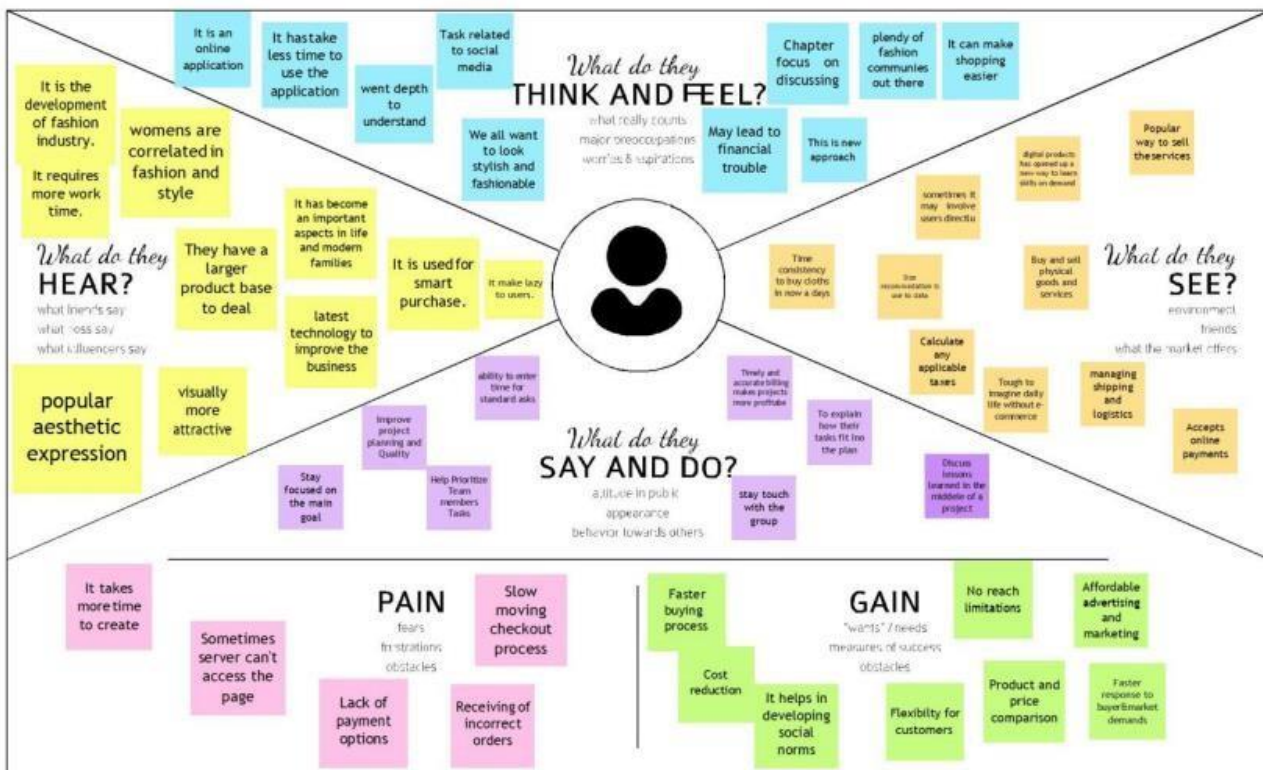 It is an
online
application
It hastake
less time to
use the
application
went depth
to
understand
Task related
to social
media
We all want
to look
stylish and
fashionable
What do they
THINK AND FEEL?
what really counts
major preoccupations
worries & aspirations
Chapter
focus on
discussing
plendy of
fashion
communies
out there
It can make
shopping
easier
May lead to
financial
trouble
This is new
approach
It is the
development
of fashion
industry.
womens are
correlated in
fashion and
style
It requires
more work
time.
It has become
an important
aspects in life
and modern
families
They have a
larger
product base
to deal
It is used for
smart
purchase.
It make lazy
to users.
latest
technology to
improve the
business
What do they
HEAR?
what friends say
what boss say
what influencers say
popular
aesthetic
expression
visually
more
attractive
Popular
way to sell
theservices
digital products
has opened up a
new way to learn
skills on demand
sometimes it
may involve
users directlu
Time
consistency
to buy cloths
in now a days
recommendation is
use to data
Buy and sell
physical
goods and
services
What do they
SEE?
environment
friends
what the market offers
Calculate
any
applicable
taxes
Tough to
imagine daily
life without e-
commerce
managing
shipping
and
logistics
Accepts
online
payments
ability to enter
time for
standard asks
Improve
project
planning and
Quality
Stay
focused on
the main
goal
Help Prioritize
Team
members
Tasks
What do they
SAY AND DO?
attitude in public
appearance
behavior towards others
Timely and
accurate billing
makes projects
more profitabe
To explain
how their
tasks fit ino
the plan
stay touch
with the
group
Discuss
lessons
learned in the
middele of a
project
It takes
more time
to create
Sometimes
server can't
access the
page
PAIN
fears
frustrations
obstacles
Slow
moving
checkout
process
Lack of
payment
options
Receiving of
incorrect
orders
Faster
buying
process
Cost
reduction
It helps in
developing
social
norms
GAIN
"wants" / needs
measures of success
obstacles
No reach
limitations
Affordable
advertising
and
marketing
Flexibilty for
customers
Product and
price
comparison
Faster
response to
buyer&market
demands